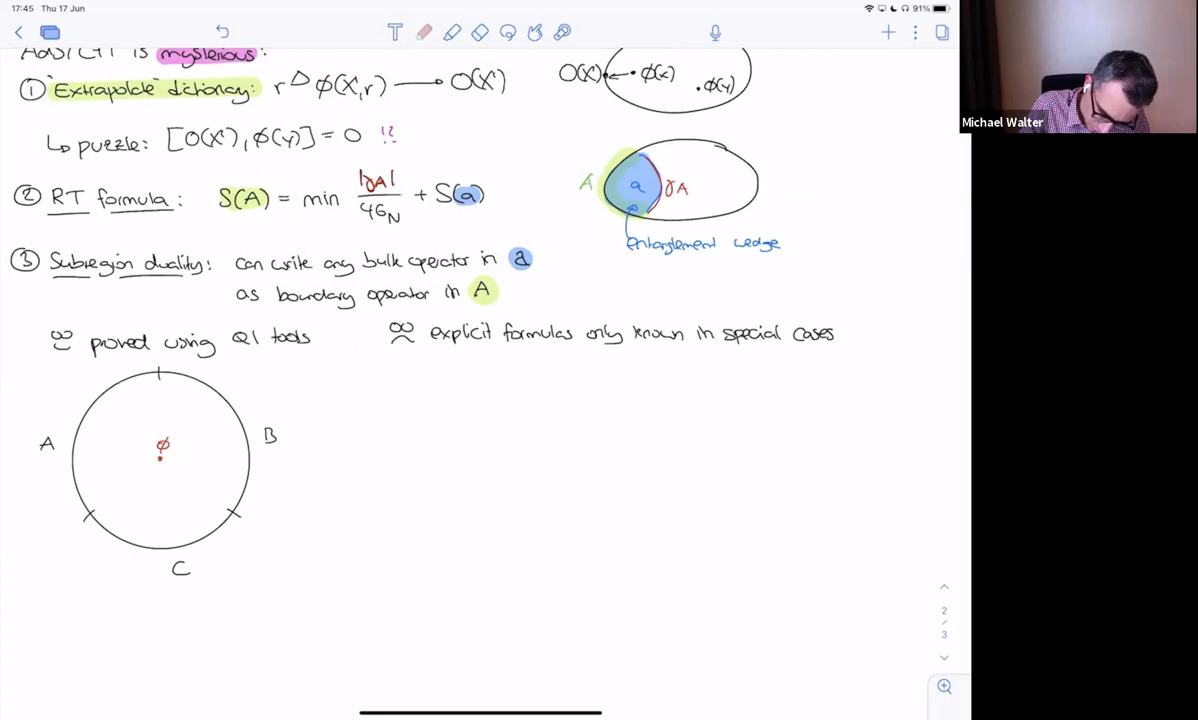 17:45 Thu 17 Jun
91%
AdS/CFT is mysterious:
① "Extrapolate" dictionary: r^Δ φ(X,r) → O(X)
O(X) ← φ(x)
φ(y)
↳ puzzle: [O(X), φ(y)] = 0 !?
② RT formula: S(A) = min |γA| / 4G_N + S(a)
A a γA
entanglement wedge
③ Subregion duality: can write any bulk operator in a
as boundary operator in A
proved using QI tools
explicit formulas only known in special cases
A φ B
C
2
/
3
Michael Walter